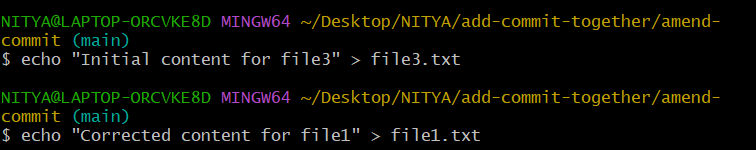 NITYA@LAPTOP-ORCVKE8D MINGW64 ~/Desktop/NITYA/add-commit-together/amend-
commit (main)
$ echo "Initial content for file3" > file3.txt
NITYA@LAPTOP-ORCVKE8D MINGW64 ~/Desktop/NITYA/add-commit-together/amend-
commit (main)
$ echo "Corrected content for file1" > file1.txt